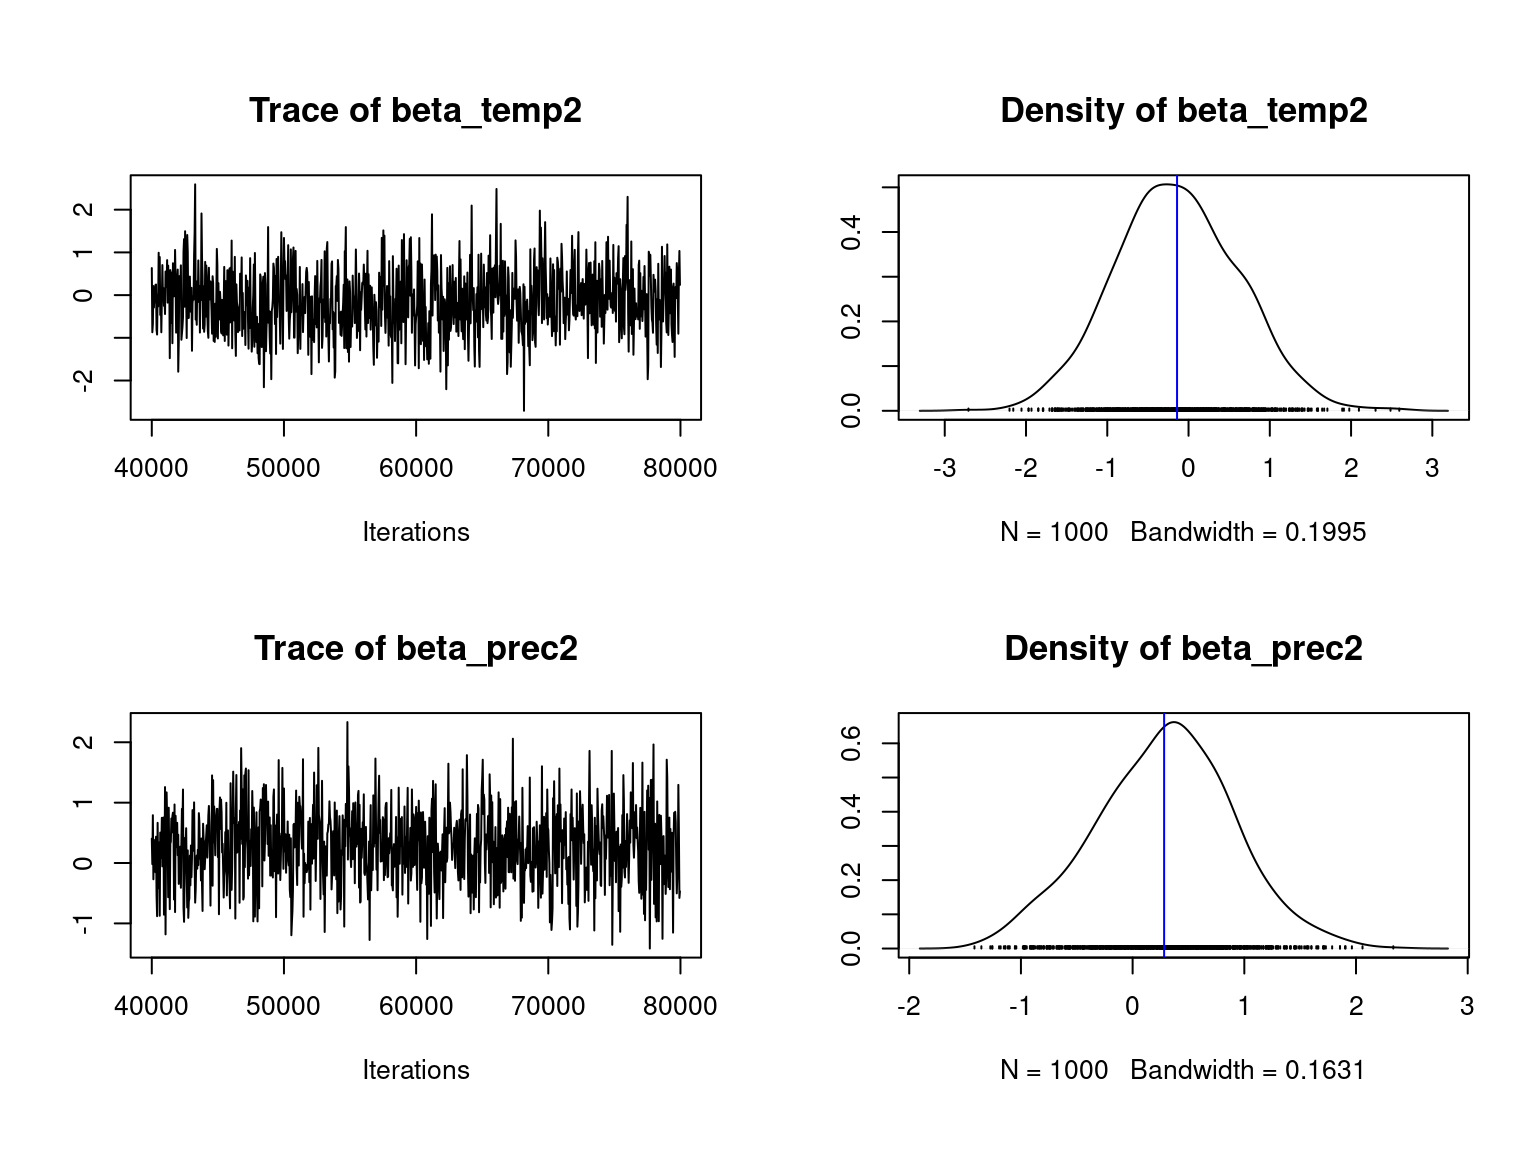 Trace of beta_temp2
2
1
0
-2
40000 50000 60000 70000 80000
Iterations
Density of beta_temp2
0.4
0.2
0.0
-3 -2 -1 0 1 2 3
N = 1000 Bandwidth = 0.1995
Trace of beta_prec2
2
1
0
-1
40000 50000 60000 70000 80000
Iterations
Density of beta_prec2
0.6
0.4
0.2
0.0
-2 -1 0 1 2 3
N = 1000 Bandwidth = 0.1631